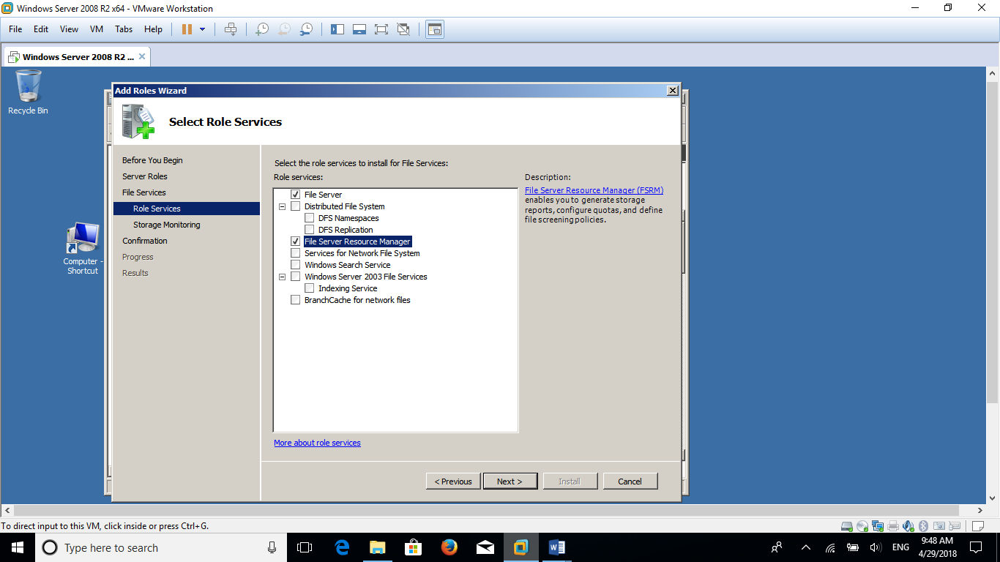 Windows Server 2008 R2 x64 - VMware Workstation
File Edit View VM Tabs Help
Windows Server 2008 R2 ...
Recycle Bin
Computer - Shortcut
Add Roles Wizard
Select Role Services
Before You Begin
Server Roles
File Services
Role Services
Storage Monitoring
Confirmation
Progress
Results
Select the role services to install for File Services:
Role services:
File Server
Distributed File System
DFS Namespaces
DFS Replication
File Server Resource Manager
Services for Network File System
Windows Search Service
Windows Server 2003 File Services
Indexing Service
BranchCache for network files
More about role services
Description:
File Server Resource Manager (FSRM)
enables you to generate storage
reports, configure quotas, and define
file screening policies.
< Previous Next > Install Cancel
To direct input to this VM, click inside or press Ctrl+G.
Type here to search
ENG
9:48 AM
4/29/2018